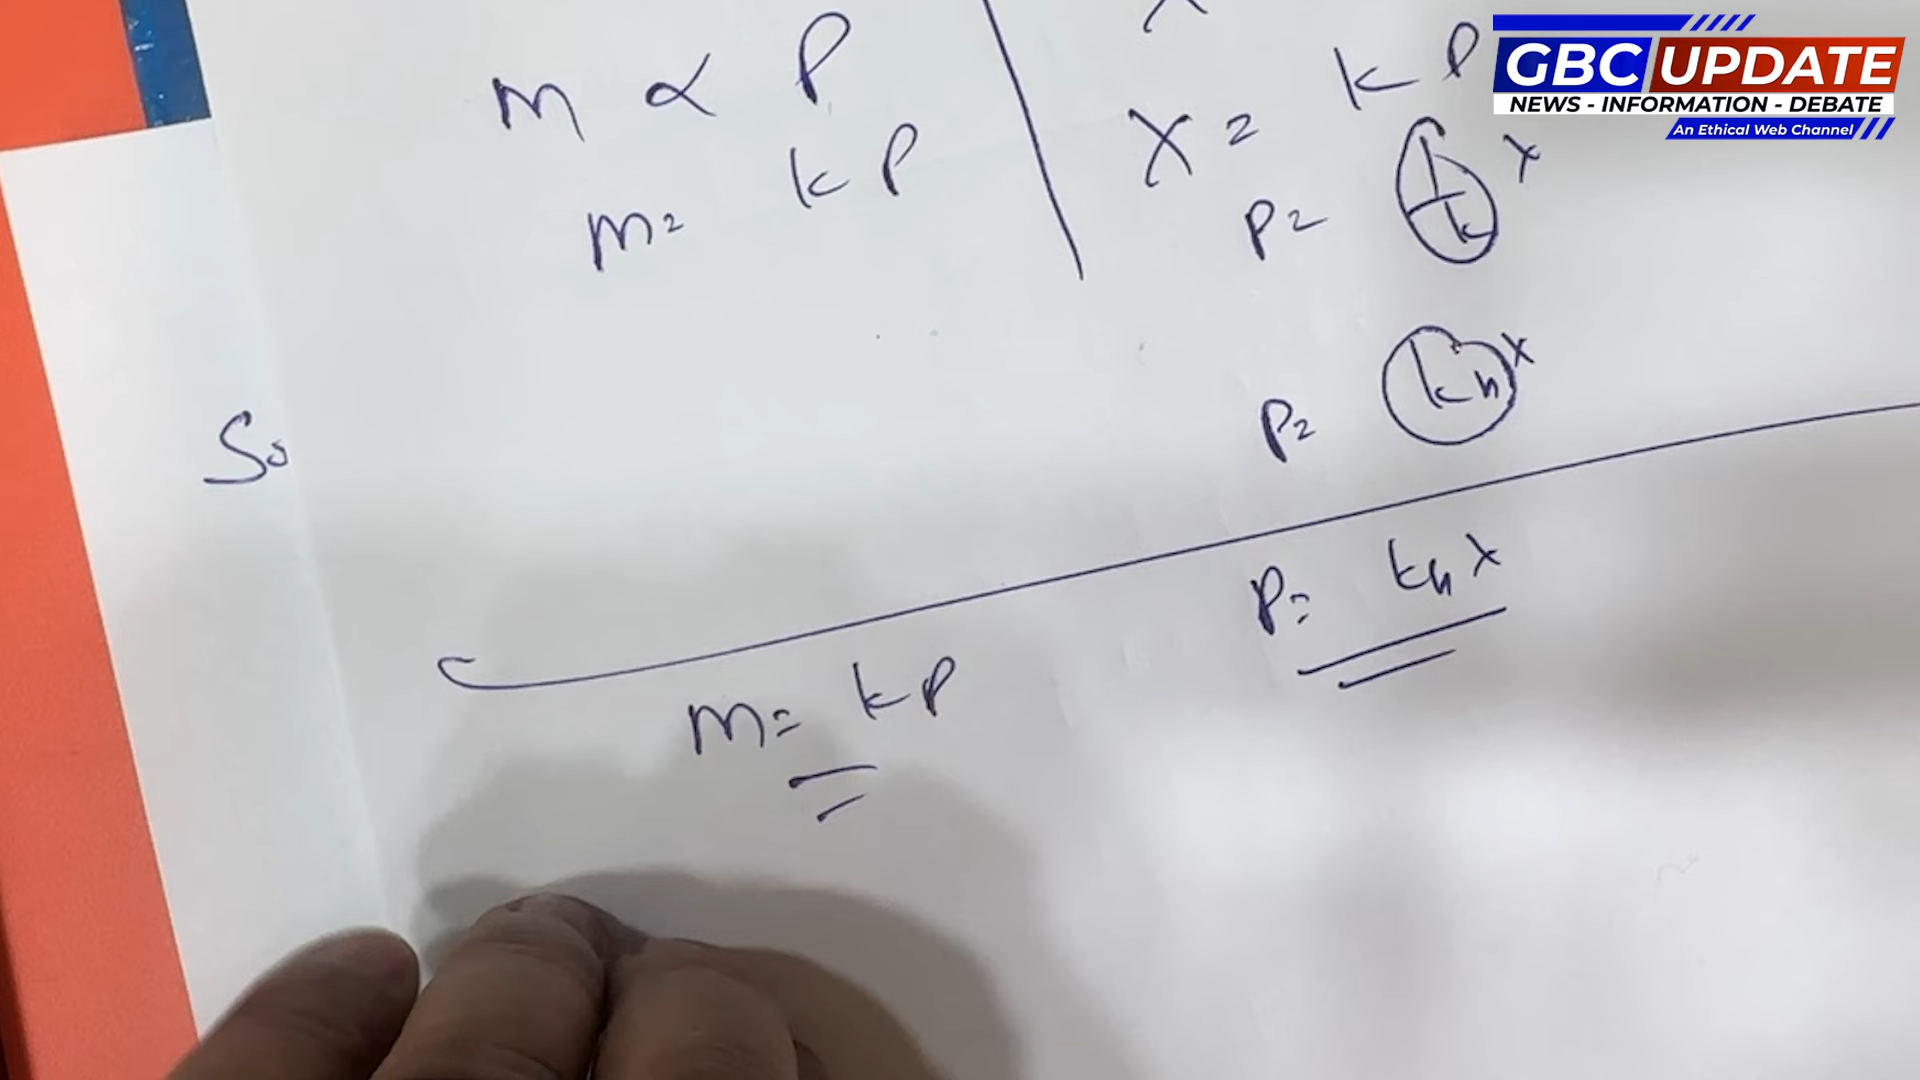 GBC UPDATE
NEWS - INFORMATION - DEBATE
An Ethical Web Channel
m ∝ P
m = kP
X = kP
P = 1/k X
P = kh X
So
m = kP
P = kh X